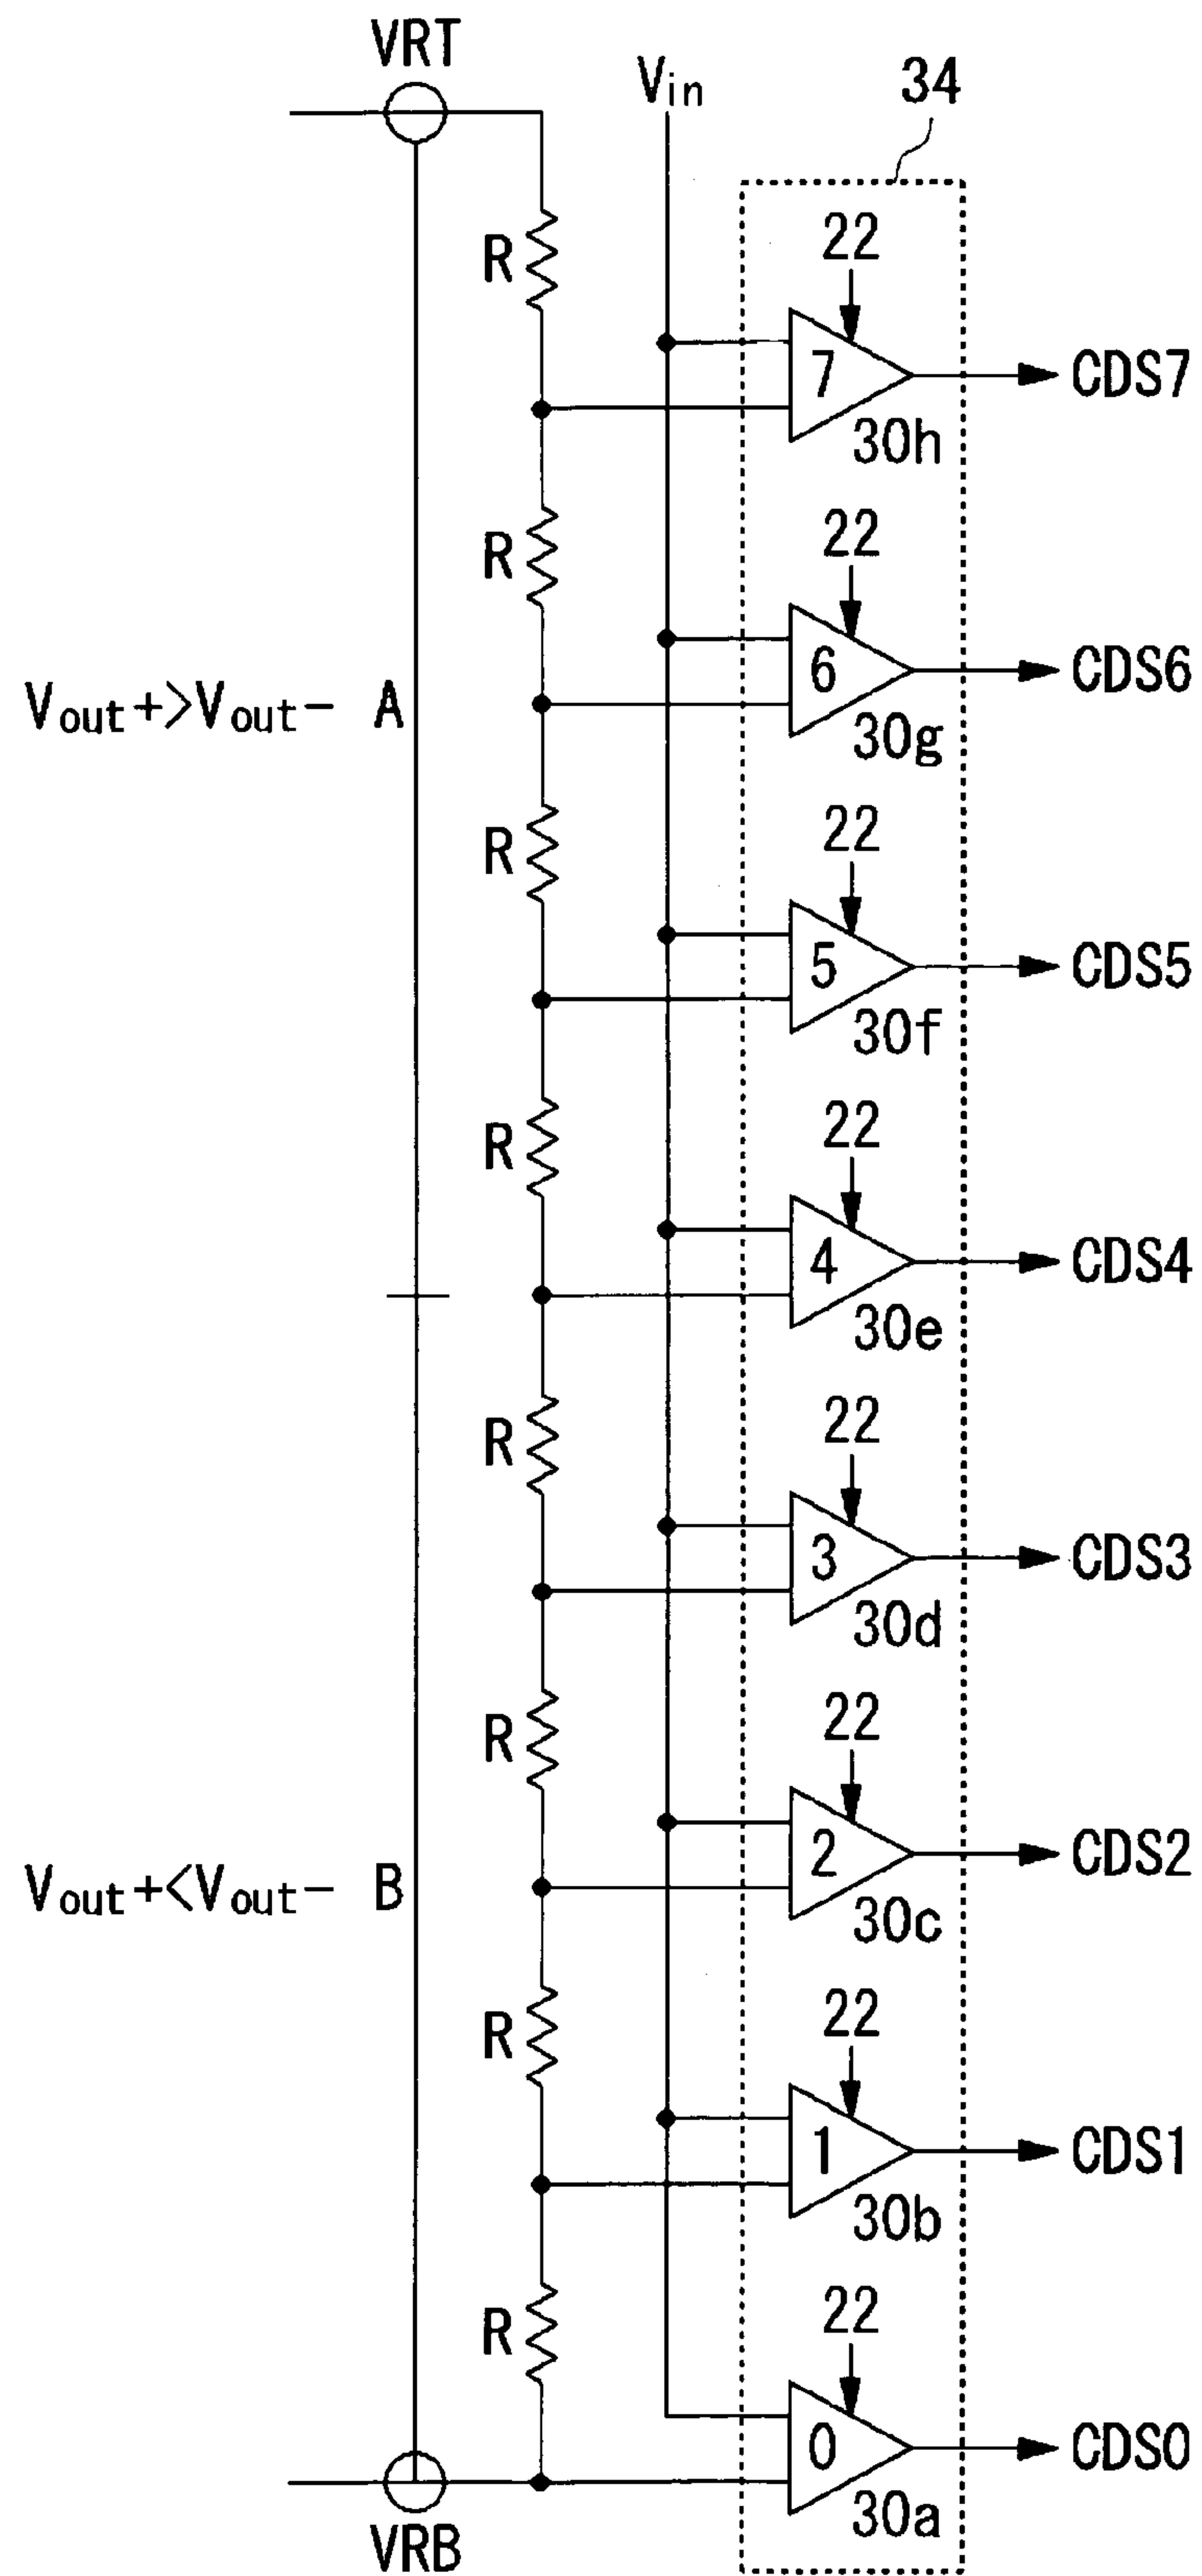 VRT
Vin
34
22
R
7
CDS7
30h
22
R
6
CDS6
Vout+>Vout- A
30g
22
R
5
CDS5
30f
22
R
4
CDS4
30e
22
R
3
CDS3
30d
22
R
2
CDS2
Vout+<Vout- B
30c
22
R
1
CDS1
30b
22
R
0
CDS0
30a
VRB